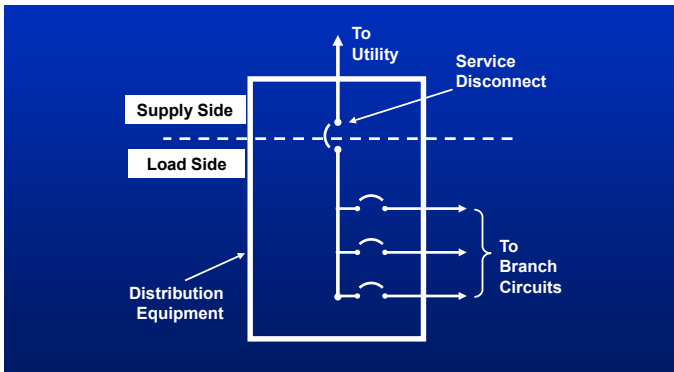 To
Utility
Service
Disconnect
Supply Side
Load Side
To
Branch
Circuits
Distribution
Equipment